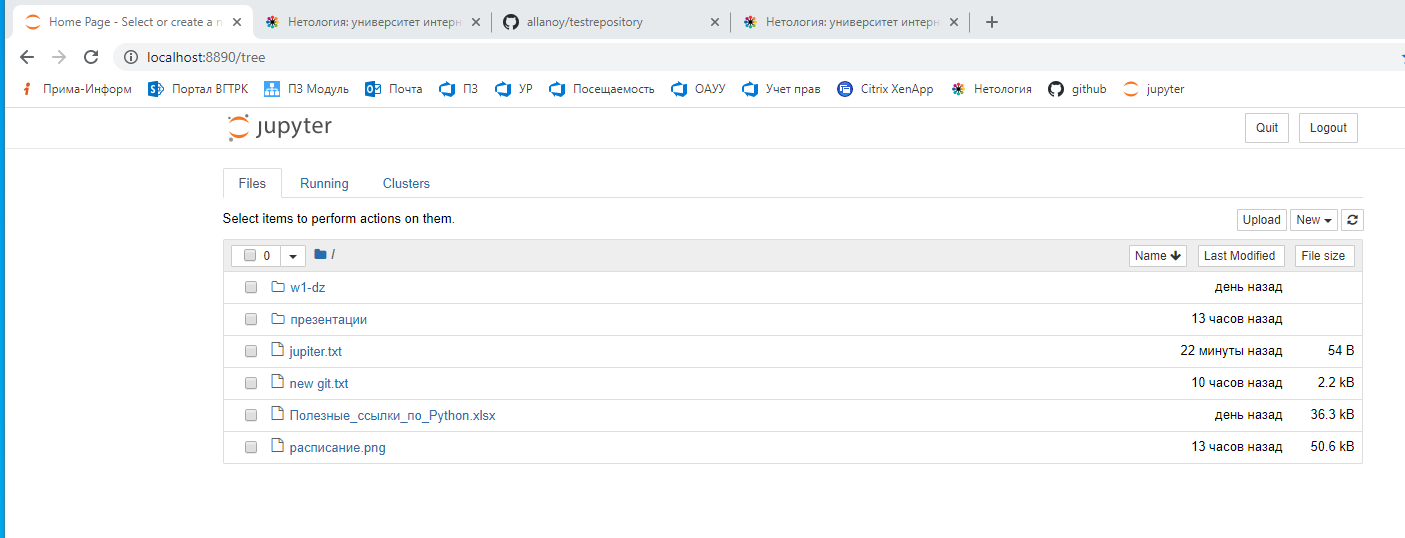 Home Page - Select or create a n Нетология: университет интерн allanoy/testrepository Нетология: университет интерн
localhost:8890/tree
Прима-Информ Портал ВГТРК ПЗ Модуль Почта ПЗ УР Посещаемость ОАУУ Учет прав Citrix XenApp Нетология github jupyter
jupyter Quit Logout
Files Running Clusters
Select items to perform actions on them. Upload New
0 / Name Last Modified File size
w1-dz день назад
презентации 13 часов назад
jupiter.txt 22 минуты назад 54 B
new git.txt 10 часов назад 2.2 kB
Полезные_ссылки_по_Python.xlsx день назад 36.3 kB
расписание.png 13 часов назад 50.6 kB